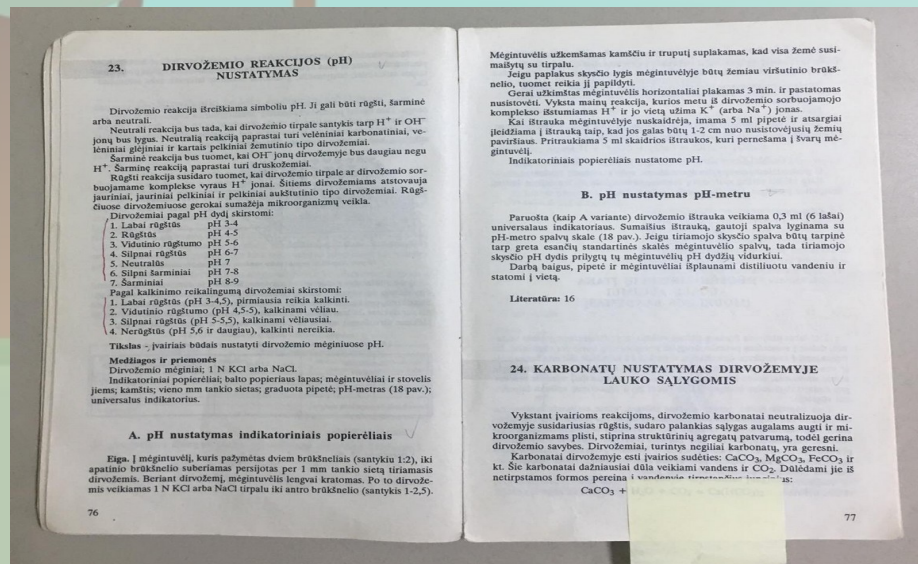 23. DIRVOŽEMIO REAKCIJOS (pH)
NUSTATYMAS
Dirvožemio reakcija išreiškiama simboliu pH. Ji gali būti rūgšti, šarminė
arba neutrali.
Neutrali reakcija bus tada, kai dirvožemio tirpale santykis tarp H⁺ ir OH⁻
jonų bus lygus. Neutralią reakciją paprastai turi velėniniai karbonatiniai, ve-
lėniniai glėjiniai ir kartais pelkiniai žemutinio tipo dirvožemiai.
Šarminė reakcija bus tuomet, kai OH⁻ jonų dirvožemyje bus daugiau negu
H⁺. Šarminę reakciją paprastai turi druskožemiai.
Rūgšti reakcija susidaro tuomet, kai dirvožemio tirpale ar dirvožemio sor-
buojamame komplekse vyraus H⁺ jonai. Šitiems dirvožemiams atstovauja
jauriniai, jauriniai pelkiniai ir pelkiniai aukštutinio tipo dirvožemiai. Rūgš-
čiuose dirvožemiuose gerokai sumažėja mikroorganizmų veikla.
Dirvožemiai pagal pH dydį skirstomi:
1. Labai rūgštūs pH 3-4
2. Rūgštūs pH 4-5
3. Vidutinio rūgštumo pH 5-6
4. Silpnai rūgštūs pH 6-7
5. Neutralūs pH 7
6. Silpni šarminiai pH 7-8
7. Šarminiai pH 8-9
Pagal kalkinimo reikalingumą dirvožemiai skirstomi:
1. Labai rūgštūs (pH 3-4,5), pirmiausia reikia kalkinti.
2. Vidutinio rūgštumo (pH 4,5-5), kalkinami vėliau.
3. Silpnai rūgštūs (pH 5-5,5), kalkinami vėliausiai.
4. Nerūgštūs (pH 5,6 ir daugiau), kalkinti nereikia.
Tikslas - įvairiais būdais nustatyti dirvožemio mėginiuose pH.
Medžiagos ir priemonės
Dirvožemio mėginiai; 1 N KCl arba NaCl.
Indikatoriniai popierėliai; balto popieriaus lapas; mėgintuvėliai ir stovelis
jiems; kamštis; vieno mm tankio sietas; graduota pipetė; pH-metras (18 pav.);
universalus indikatorius.
A. pH nustatymas indikatoriniais popierėliais
Eiga. Į mėgintuvėlį, kuris pažymėtas dviem brūkšneliais (santykiu 1:2), iki
apatinio brūkšnelio suberiamas persijotas per 1 mm tankio sietą tiriamasis
dirvožemis. Beriant dirvožemį, mėgintuvėlis lengvai kratomas. Po to dirvože-
mis veikiamas 1 N KCl arba NaCl tirpalu iki antro brūkšnelio (santykis 1-2,5).
76
Mėgintuvėlis užkemšamas kamščiu ir truputį suplakamas, kad visa žemė susi-
maišytų su tirpalu.
Jeigu paplakus skysčio lygis mėgintuvėlyje būtų žemiau viršutinio brūkš-
nelio, tuomet reikia jį papildyti.
Gerai užkimštas mėgintuvėlis horizontaliai plakamas 3 min. ir pastatomas
nusistovėti. Vyksta mainų reakcija, kurios metu iš dirvožemio sorbuojamojo
komplekso išstumiamas H⁺ ir jo vietą užima K⁺ (arba Na⁺) jonas.
Kai ištrauka mėgintuvėlyje nuskaidrėja, imama 5 ml pipetė ir atsargiai
įleidžiama į ištrauką taip, kad jos galas būtų 1-2 cm nuo nusistovėjusių žemių
paviršiaus. Pritraukiama 5 ml skaidrios ištraukos, kuri pernešama į švarų mė-
gintuvėlį.
Indikatoriniais popierėliais nustatome pH.
B. pH nustatymas pH-metru
Paruošta (kaip A variante) dirvožemio ištrauka veikiama 0,3 ml (6 lašai)
universalaus indikatoriaus. Sumaišius ištrauką, gautoji spalva lyginama su
pH-metro spalvų skale (18 pav.). Jeigu tiriamojo skysčio spalva būtų tarpinė
tarp greta esančių standartinės skalės mėgintuvėlio spalvų, tada tiriamojo
skysčio pH dydis prilygtų tų mėgintuvėlių pH dydžių vidurkiui.
Darbą baigus, pipetė ir mėgintuvėliai išplaunami distiliuotu vandeniu ir
statomi į vietą.
Literatūra: 16
24. KARBONATŲ NUSTATYMAS DIRVOŽEMYJE
LAUKO SĄLYGOMIS
Vykstant įvairioms reakcijoms, dirvožemio karbonatai neutralizuoja dir-
vožemyje susidariusias rūgštis, sudaro palankias sąlygas augalams augti ir mi-
kroorganizmams plisti, stiprina struktūrinių agregatų patvarumą, todėl gerina
dirvožemio savybes. Dirvožemiai, turintys negiliai karbonatų, yra geresni.
Karbonatai dirvožemyje esti įvairios sudėties: CaCO₃, MgCO₃, FeCO₃ ir
kt. Šie karbonatai dažniausiai dūla veikiami vandens ir CO₂. Dūlėdami jie iš
netirpstamos formos pereina į vandenyje
CaCO₃ +
77